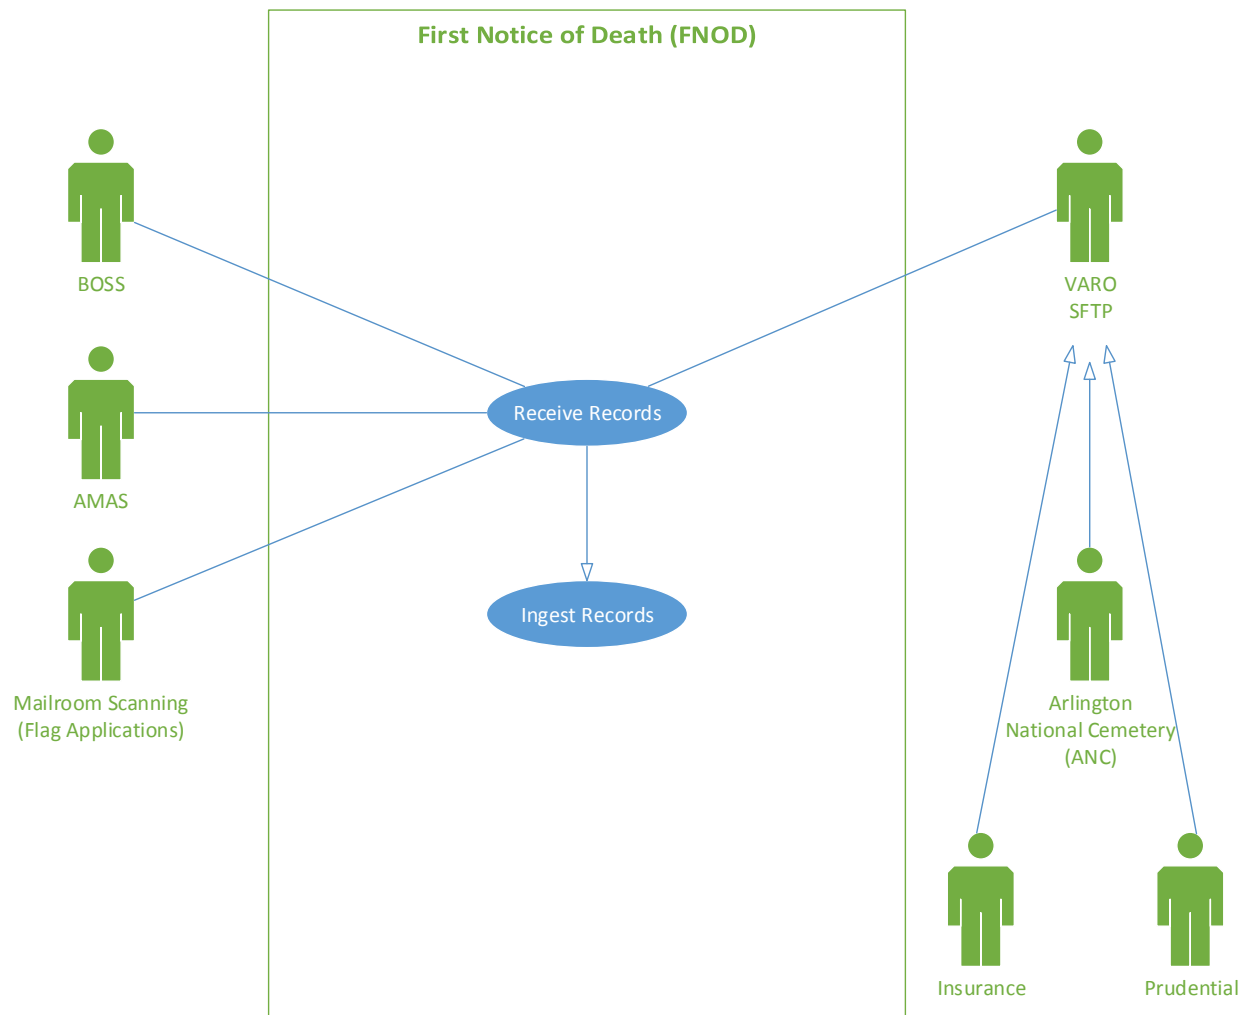 First Notice of Death (FNOD)
BOSS
VARO
SFTP
Receive Records
AMAS
Ingest Records
Mailroom Scanning
(Flag Applications)
Arlington
National Cemetery
(ANC)
Insurance
Prudential